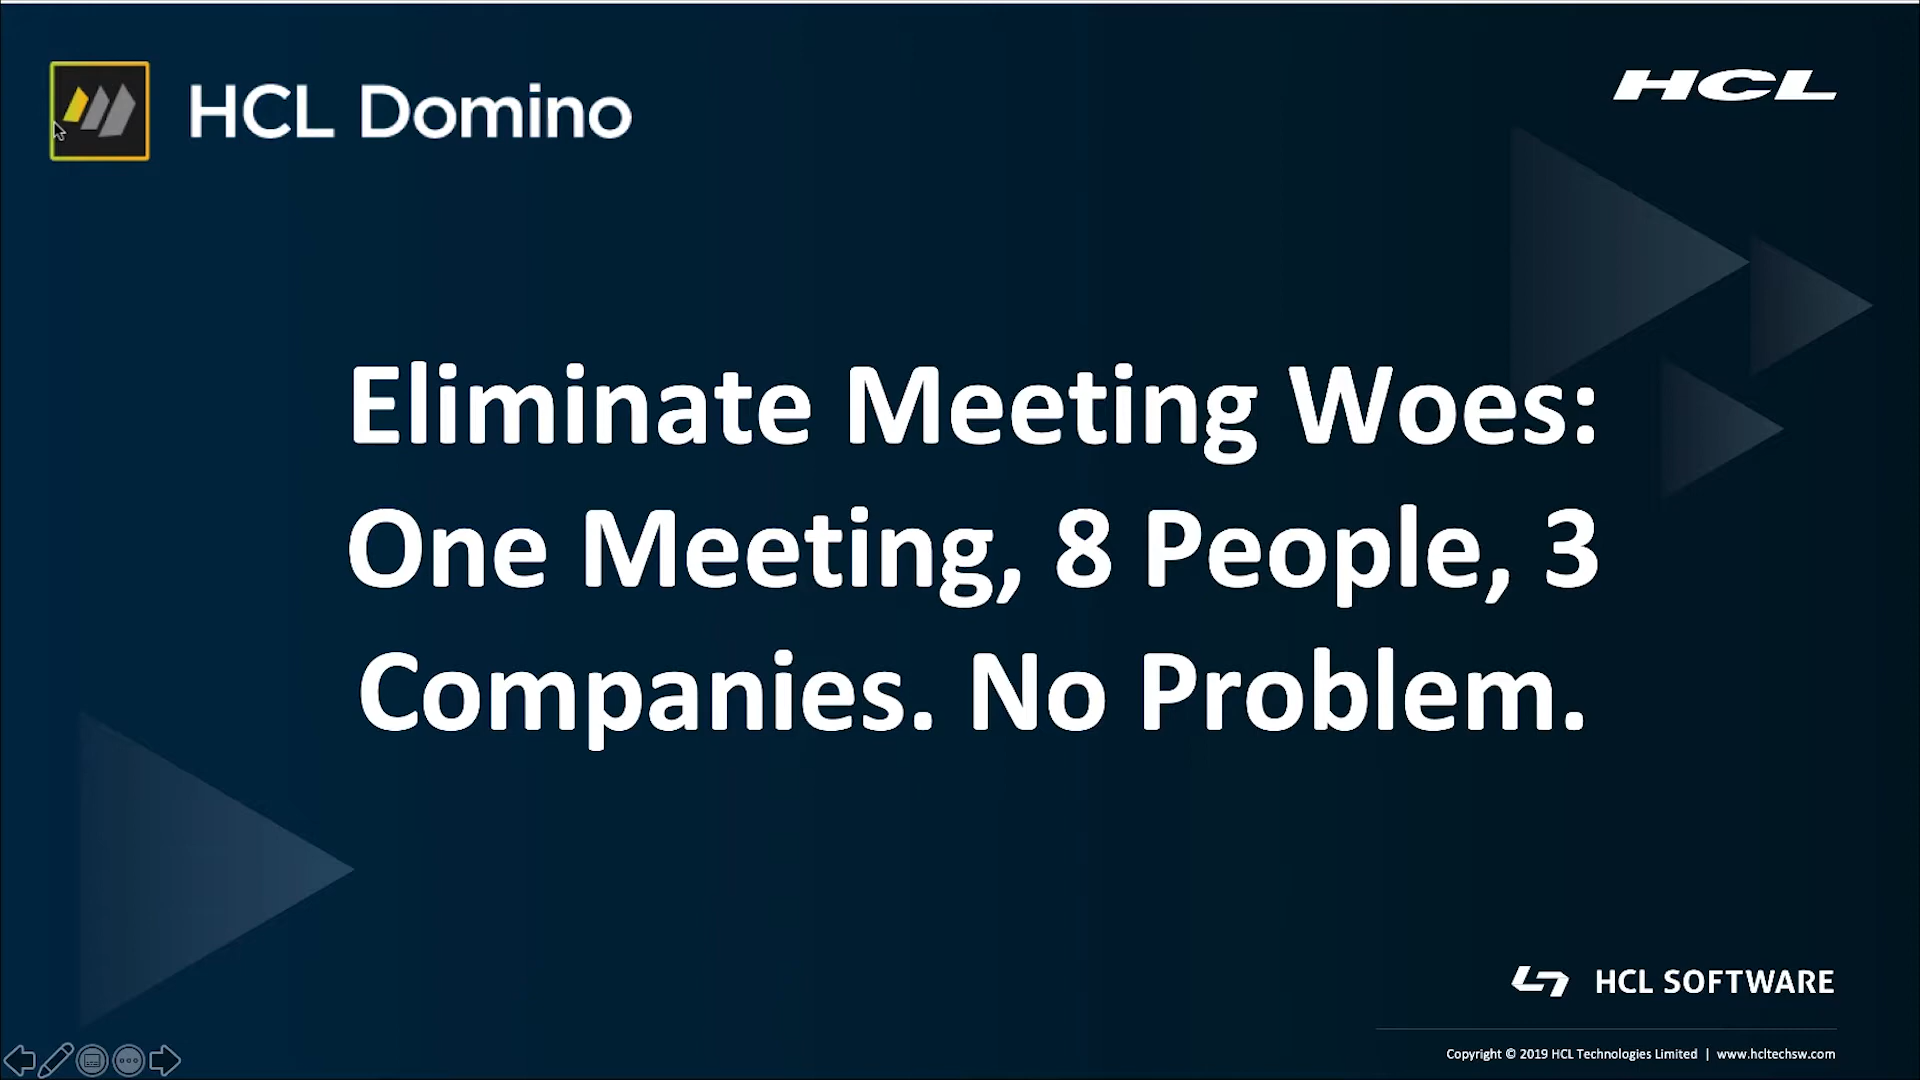 HCL Domino
HCL
Eliminate Meeting Woes:
One Meeting, 8 People, 3
Companies. No Problem.
HCL SOFTWARE
Copyright © 2019 HCL Technologies Limited | www.hcltechsw.com